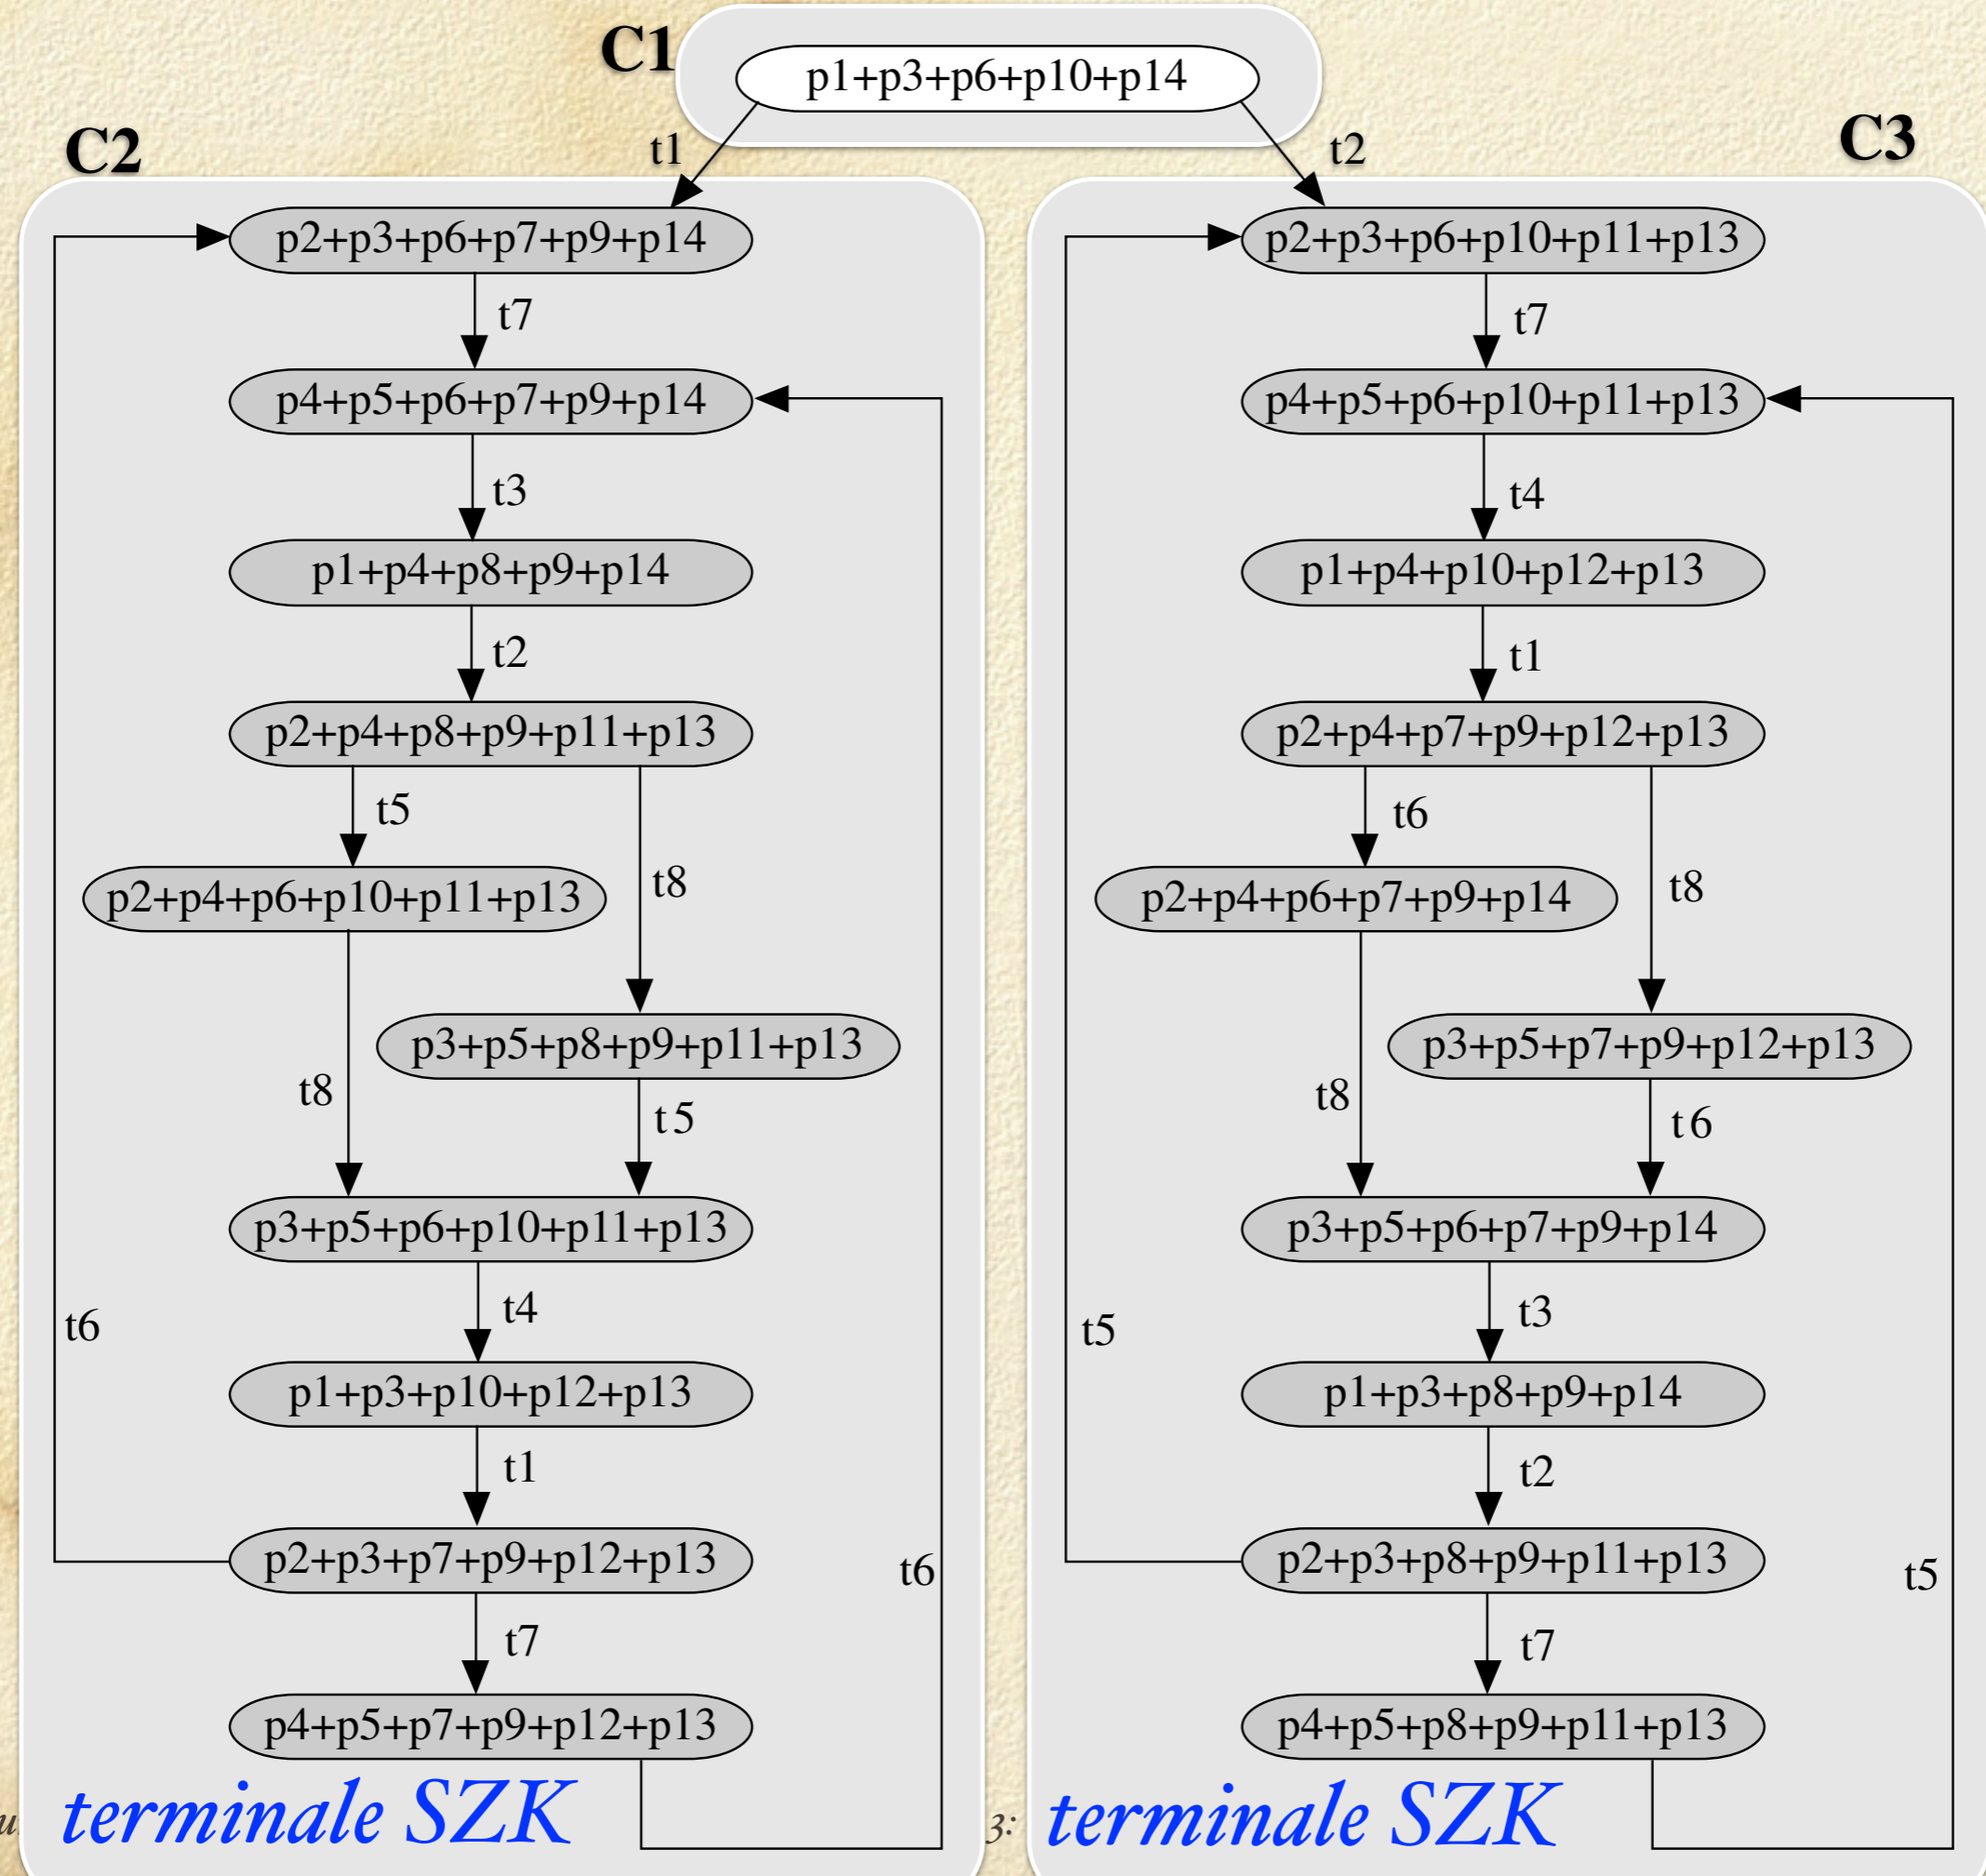 C1
p1+p3+p6+p10+p14
t1
t2
C2
p2+p3+p6+p7+p9+p14
t7
p4+p5+p6+p7+p9+p14
t3
p1+p4+p8+p9+p14
t2
p2+p4+p8+p9+p11+p13
t5
t8
p2+p4+p6+p10+p11+p13
p3+p5+p8+p9+p11+p13
t8
t5
p3+p5+p6+p10+p11+p13
t4
t6
p1+p3+p10+p12+p13
t1
p2+p3+p7+p9+p12+p13
t6
t7
p4+p5+p7+p9+p12+p13
terminale SZK
C3
p2+p3+p6+p10+p11+p13
t7
p4+p5+p6+p10+p11+p13
t4
p1+p4+p10+p12+p13
t1
p2+p4+p7+p9+p12+p13
t6
t8
p2+p4+p6+p7+p9+p14
p3+p5+p7+p9+p12+p13
t8
t6
p3+p5+p6+p7+p9+p14
t3
t5
p1+p3+p8+p9+p14
t2
p2+p3+p8+p9+p11+p13
t5
t7
p4+p5+p8+p9+p11+p13
3:
terminale SZK